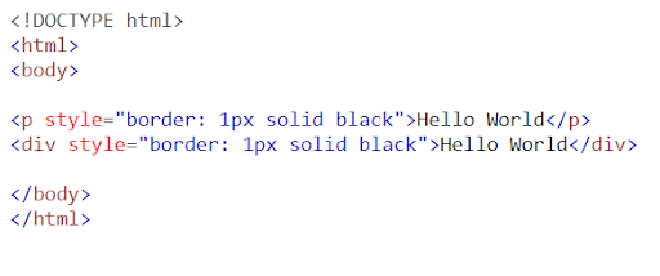 <!DOCTYPE html>
<html>
<body>
<p style="border: 1px solid black">Hello World</p>
<div style="border: 1px solid black">Hello World</div>
</body>
</html>